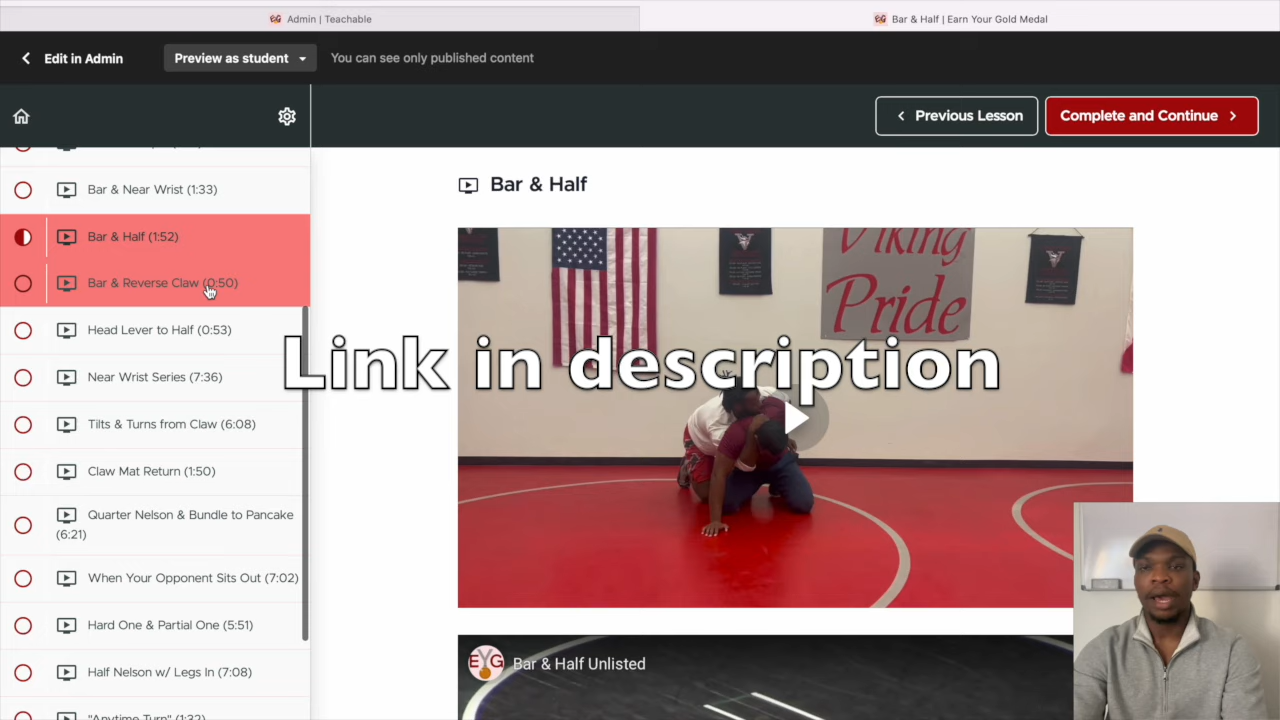 Admin | Teachable
Bar & Half | Earn Your Gold Medal
Edit in Admin
Preview as student
You can see only published content
Previous Lesson
Complete and Continue
Bar & Near Wrist (1:33)
Bar & Half (1:52)
Bar & Reverse Claw (0:50)
Head Lever to Half (0:53)
Near Wrist Series (7:36)
Tilts & Turns from Claw (6:08)
Claw Mat Return (1:50)
Quarter Nelson & Bundle to Pancake
(6:21)
When Your Opponent Sits Out (7:02)
Hard One & Partial One (5:51)
Half Nelson w/ Legs In (7:08)
"Anytime Turn" (1:32)
Bar & Half
Viking
Pride
Link in description
EYG
Bar & Half Unlisted